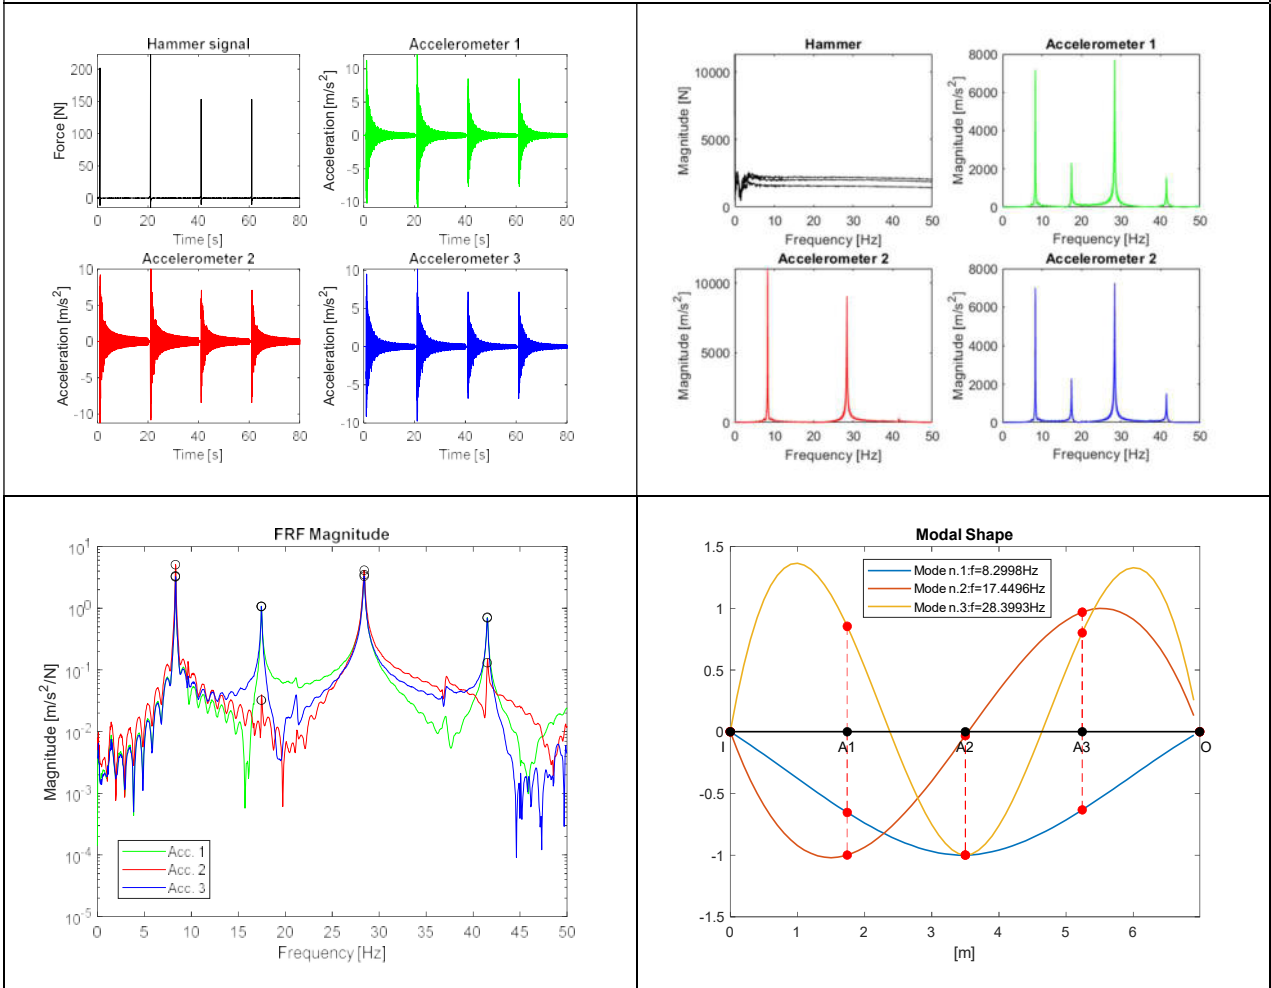 Hammer signal
Force [N]
200
150
100
50
0
0 20 40 60 80
Time [s]
Accelerometer 1
Acceleration [m/s²]
10
5
0
-5
-10
0 20 40 60 80
Time [s]
Accelerometer 2
Acceleration [m/s²]
10
5
0
-5
-10
0 20 40 60 80
Time [s]
Accelerometer 3
Acceleration [m/s²]
10
5
0
-5
-10
0 20 40 60 80
Time [s]
Hammer
Magnitude [N]
10000
5000
0
0 10 20 30 40 50
Frequency [Hz]
Accelerometer 1
Magnitude [m/s²]
8000
6000
4000
2000
0
0 10 20 30 40 50
Frequency [Hz]
Accelerometer 2
Magnitude [m/s²]
10000
5000
0
0 10 20 30 40 50
Frequency [Hz]
Accelerometer 2
Magnitude [m/s²]
8000
6000
4000
2000
0
0 10 20 30 40 50
Frequency [Hz]
FRF Magnitude
Magnitude [m/s²/N]
10¹
10⁰
10⁻¹
10⁻²
10⁻³
10⁻⁴
10⁻⁵
Acc. 1
Acc. 2
Acc. 3
0 5 10 15 20 25 30 35 40 45 50
Frequency [Hz]
Modal Shape
1.5
1
0.5
0
-0.5
-1
-1.5
Mode n.1:f=8.2998Hz
Mode n.2:f=17.4496Hz
Mode n.3:f=28.3993Hz
I A1 A2 A3 O
0 1 2 3 4 5 6
[m]